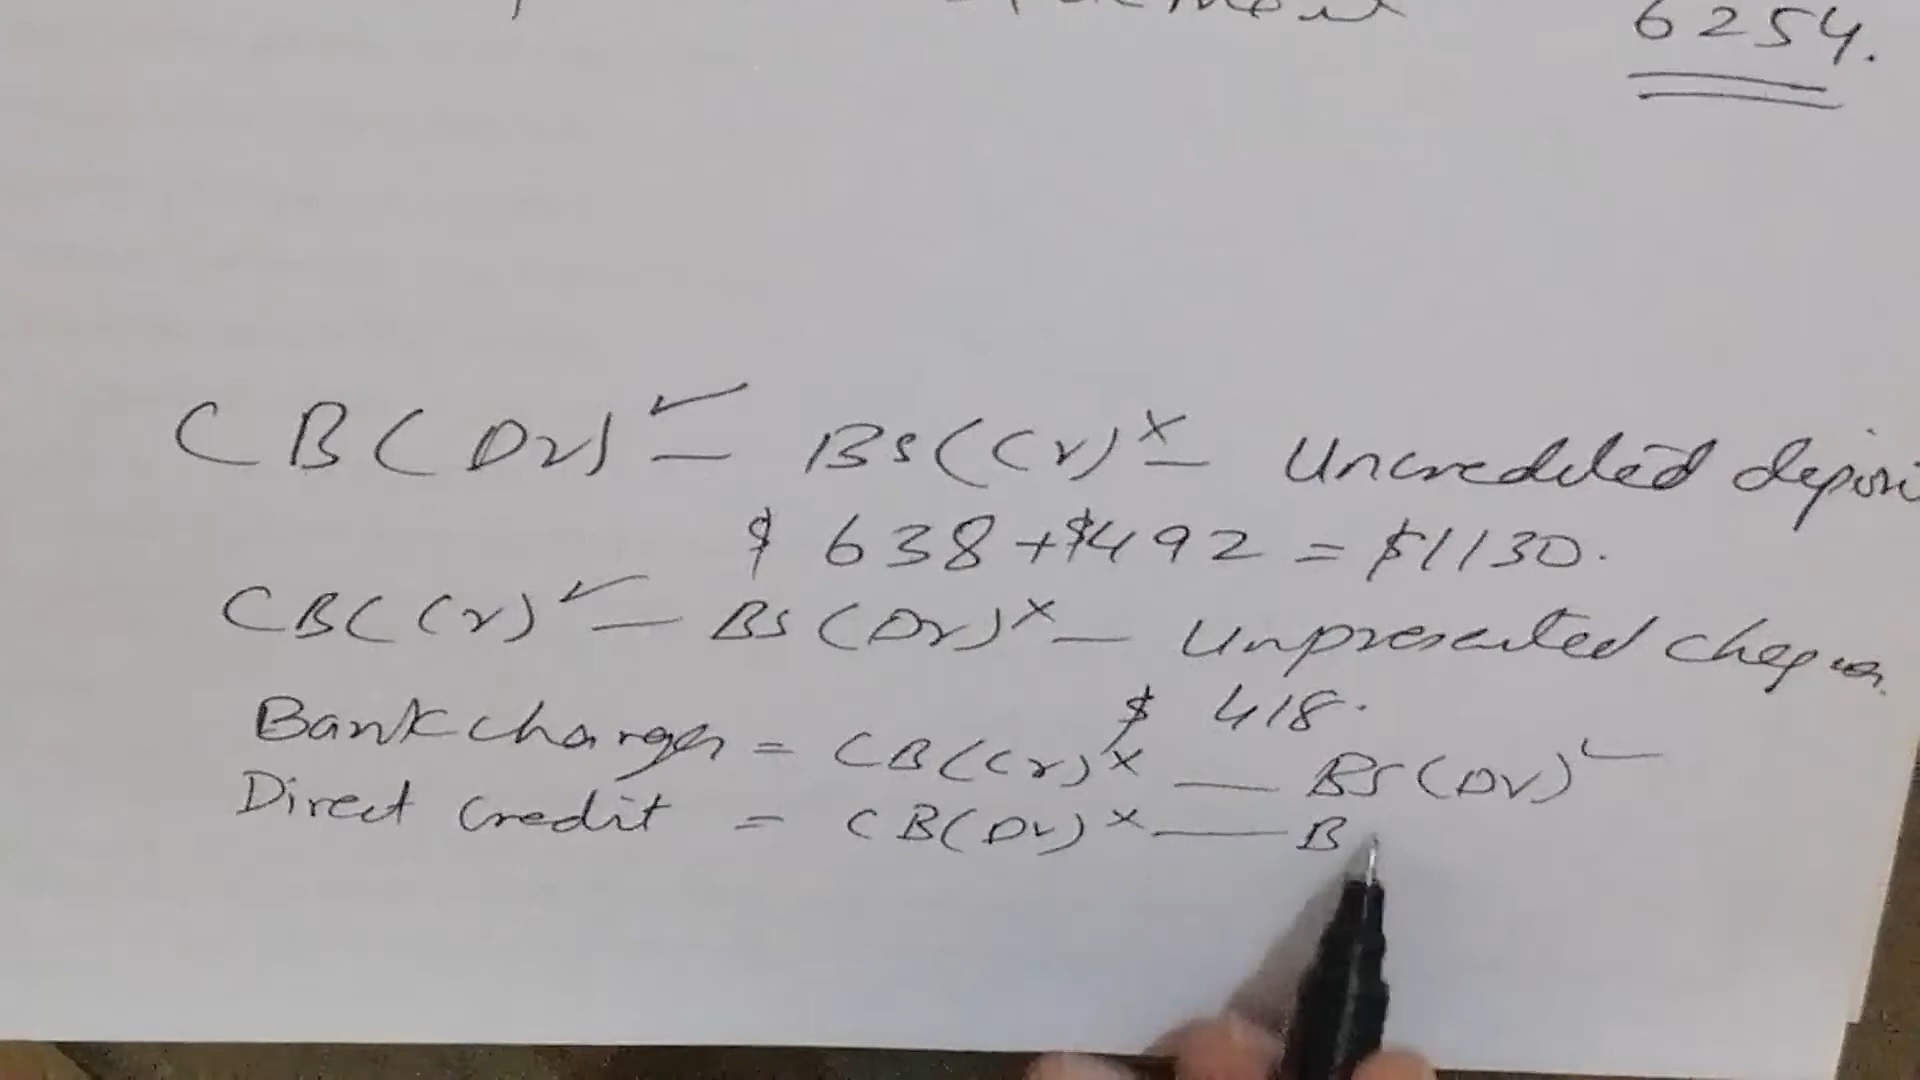 6254.
CB(Dr)✓ — BS(Cr)× — Uncredited
$ 638 + $492 = $1130.
CB(Cr)✓ — BS(Dr)× — Unpresented cheques.
$ 418.
Bank charges = CB(Cr)× — BS(Dr)✓
Direct Credit = CB(Dr)× — B